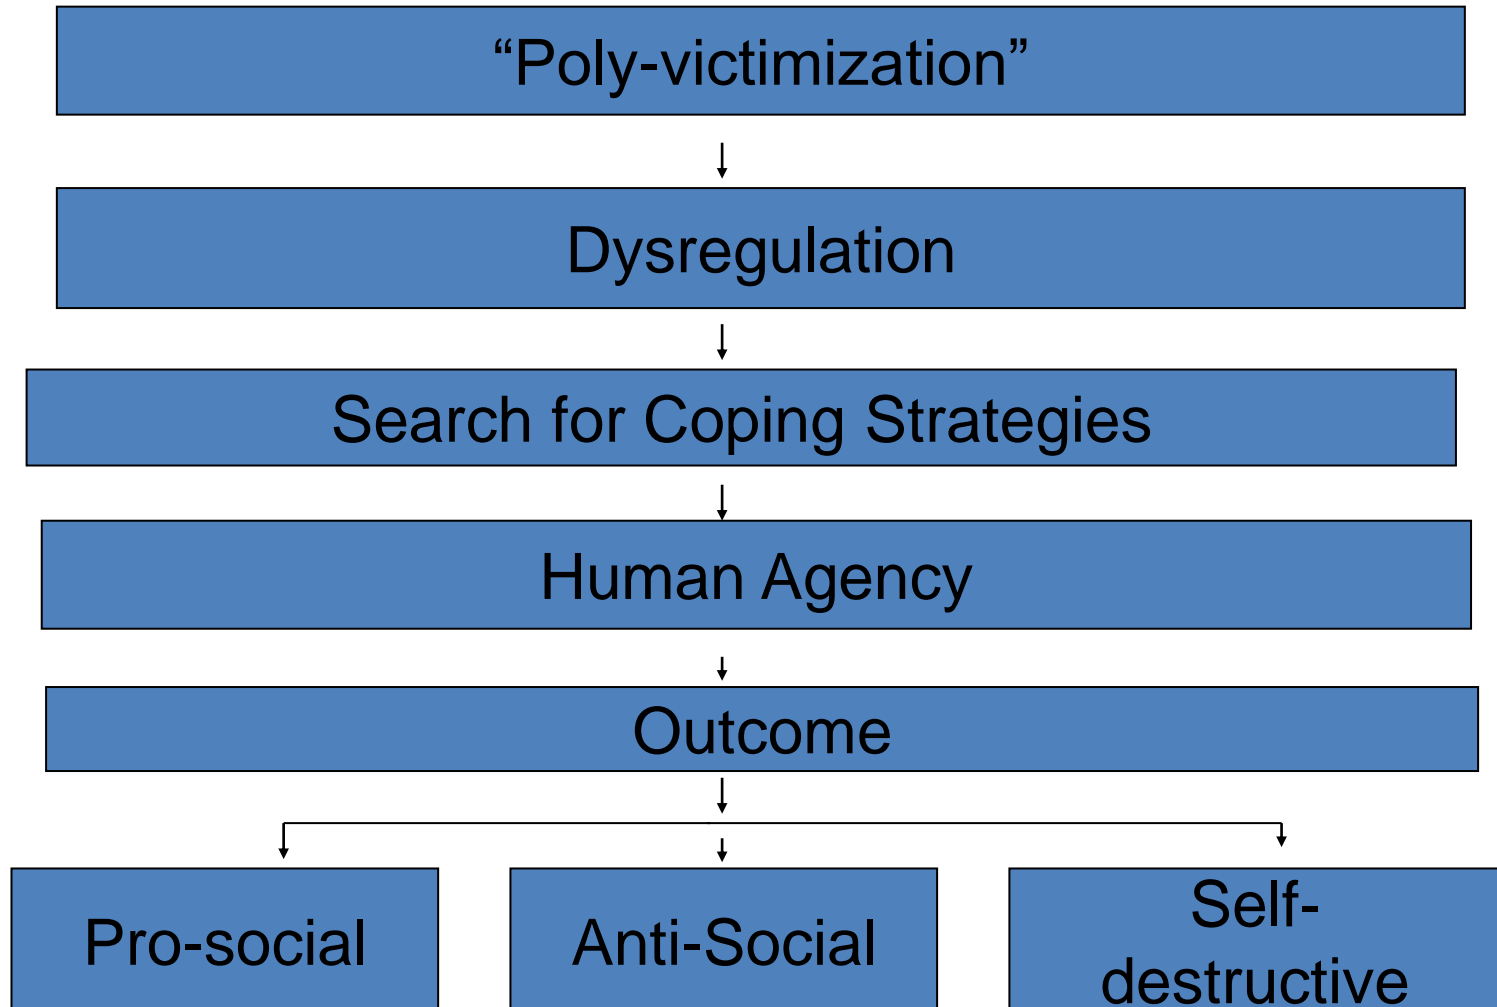 “Poly-victimization”
Dysregulation
Search for Coping Strategies
Human Agency
Outcome
Pro-social
Anti-Social
Self-
destructive